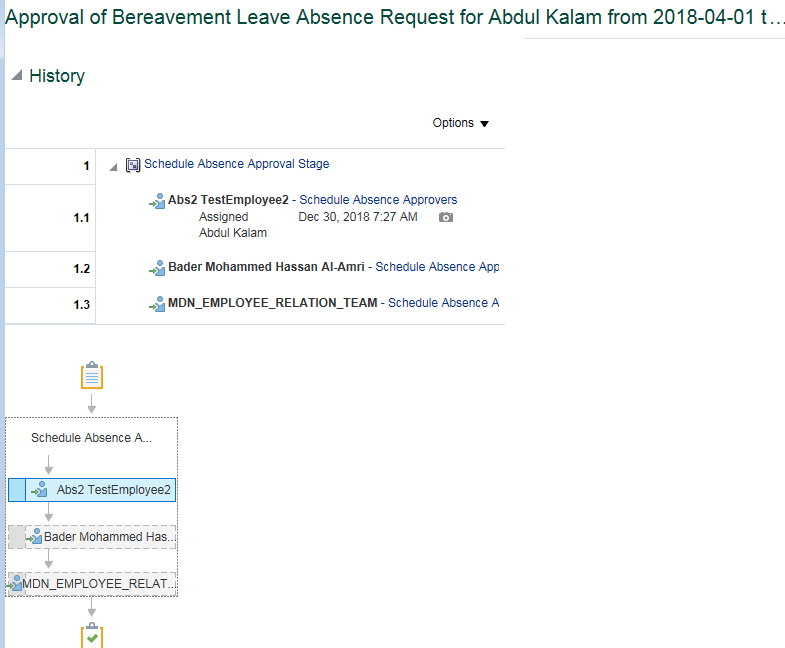 Approval of Bereavement Leave Absence Request for Abdul Kalam from 2018-04-01 t...
History
Options
1 Schedule Absence Approval Stage
1.1 Abs2 TestEmployee2 - Schedule Absence Approvers
Assigned Dec 30, 2018 7:27 AM
Abdul Kalam
1.2 Bader Mohammed Hassan Al-Amri - Schedule Absence App
1.3 MDN_EMPLOYEE_RELATION_TEAM - Schedule Absence A
Schedule Absence A...
Abs2 TestEmployee2
Bader Mohammed Has...
MDN_EMPLOYEE_RELAT...